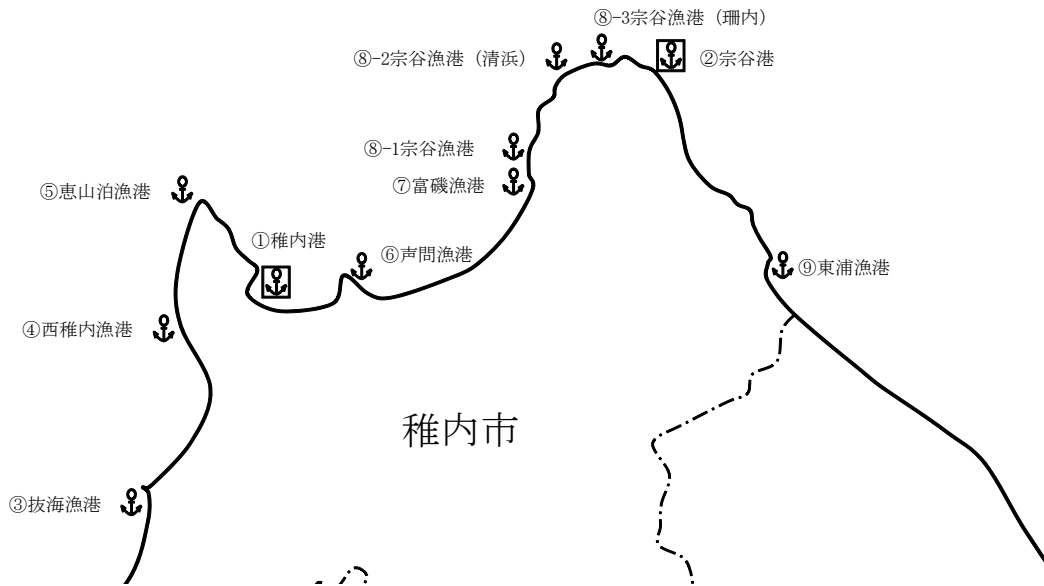 ⑧-3宗谷漁港（珊内）
⑧-2宗谷漁港（清浜）
②宗谷港
⑧-1宗谷漁港
⑦富磯漁港
⑤恵山泊漁港
①稚内港
⑥声問漁港
⑨東浦漁港
④西稚内漁港
稚内市
③抜海漁港